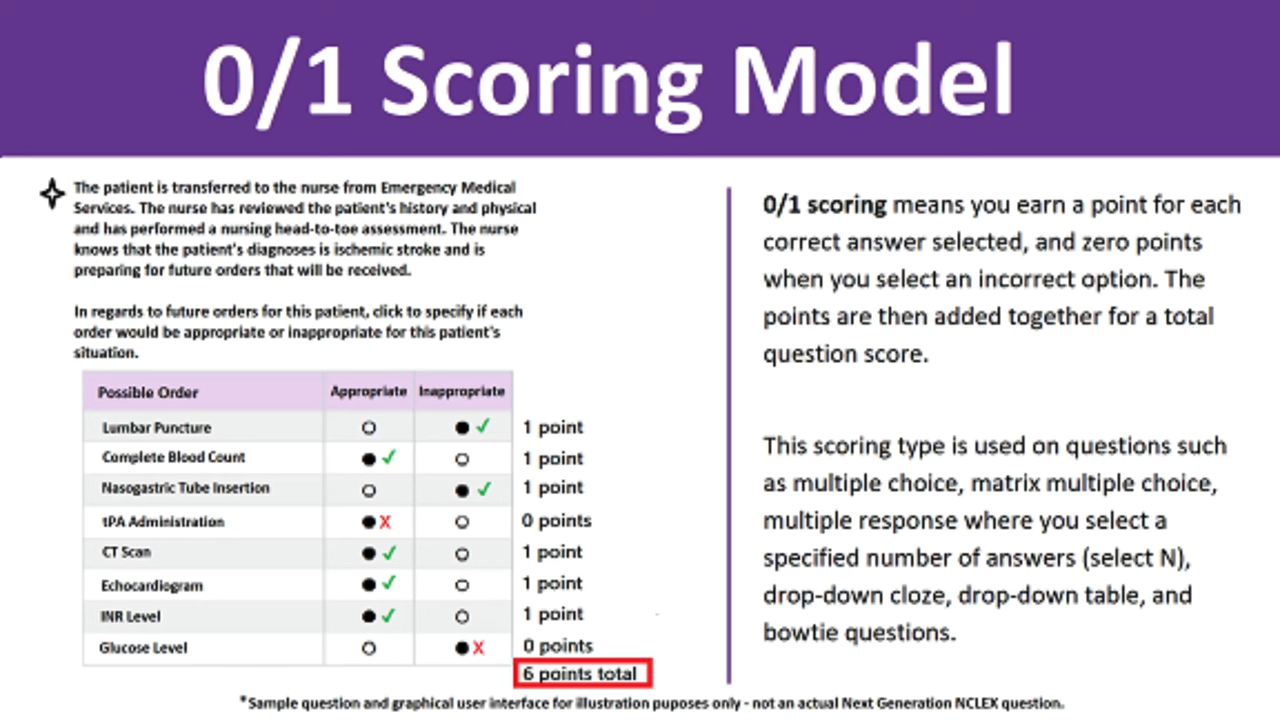 0/1 Scoring Model
The patient is transferred to the nurse from Emergency Medical
Services. The nurse has reviewed the patient's history and physical
and has performed a nursing head-to-toe assessment. The nurse
knows that the patient's diagnoses is ischemic stroke and is
preparing for future orders that will be received.
In regards to future orders for this patient, click to specify if each
order would be appropriate or inappropriate for this patient's
situation.
Possible Order Appropriate Inappropriate
Lumbar Puncture 1 point
Complete Blood Count 1 point
Nasogastric Tube Insertion 1 point
tPA Administration X 0 points
CT Scan 1 point
Echocardiogram 1 point
INR Level 1 point
Glucose Level X 0 points
6 points total
0/1 scoring means you earn a point for each
correct answer selected, and zero points
when you select an incorrect option. The
points are then added together for a total
question score.
This scoring type is used on questions such
as multiple choice, matrix multiple choice,
multiple response where you select a
specified number of answers (select N),
drop-down cloze, drop-down table, and
bowtie questions.
*Sample question and graphical user interface for illustration puposes only - not an actual Next Generation NCLEX question.